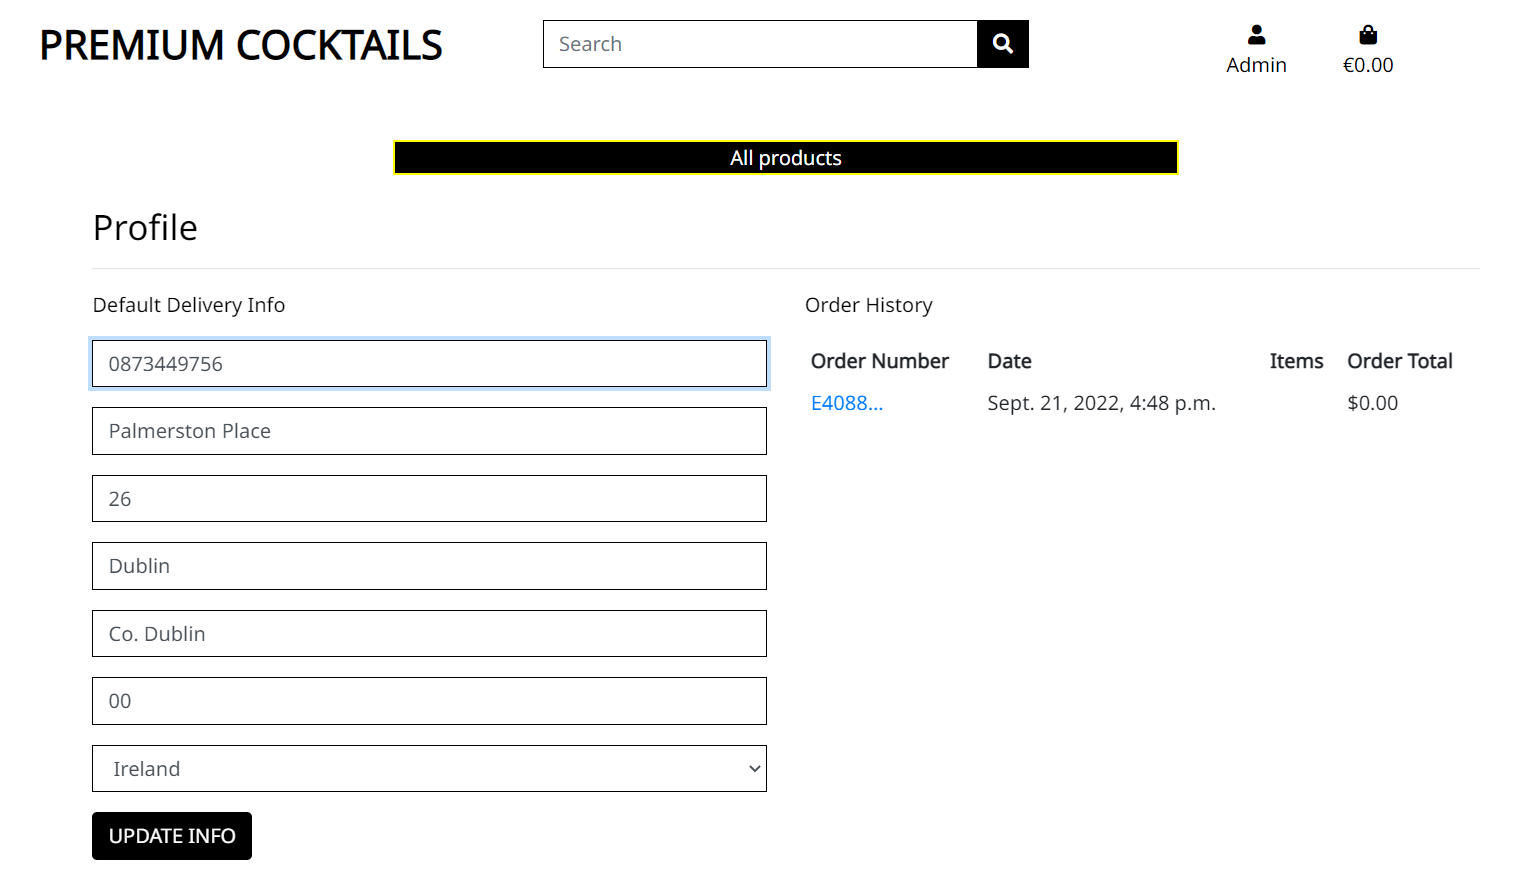 PREMIUM COCKTAILS
Search
Admin
€0.00
All products
Profile
Default Delivery Info
0873449756
Palmerston Place
26
Dublin
Co. Dublin
00
Ireland
UPDATE INFO
Order History
Order Number Date Items Order Total
E4088... Sept. 21, 2022, 4:48 p.m. $0.00